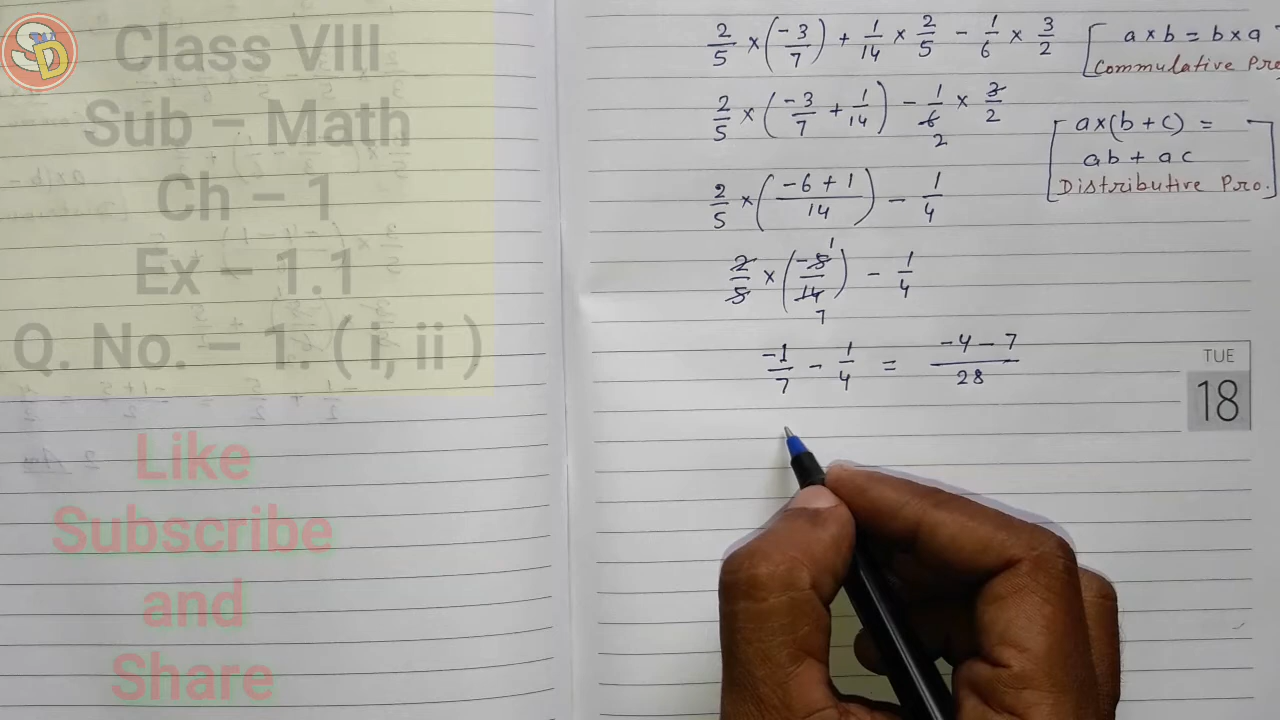 SD
Class VIII
Sub – Math
Ch – 1
Ex – 1.1
Q. No. – 1. ( i, ii )
Like
Subscribe
and
Share
2/5 × (-3/7) + 1/14 × 2/5 - 1/6 × 3/2 [a×b = b×a
Commulative Pro
2/5 × (-3/7 + 1/14) - 1/6 2 × 3/2
[a×(b+c) =
ab + ac
Distributive Pro.]
2/5 × (-6+1/14) - 1/4
2/5 × (-5 1/14 7) - 1/4
-1/7 - 1/4 = -4-7/28
TUE
18